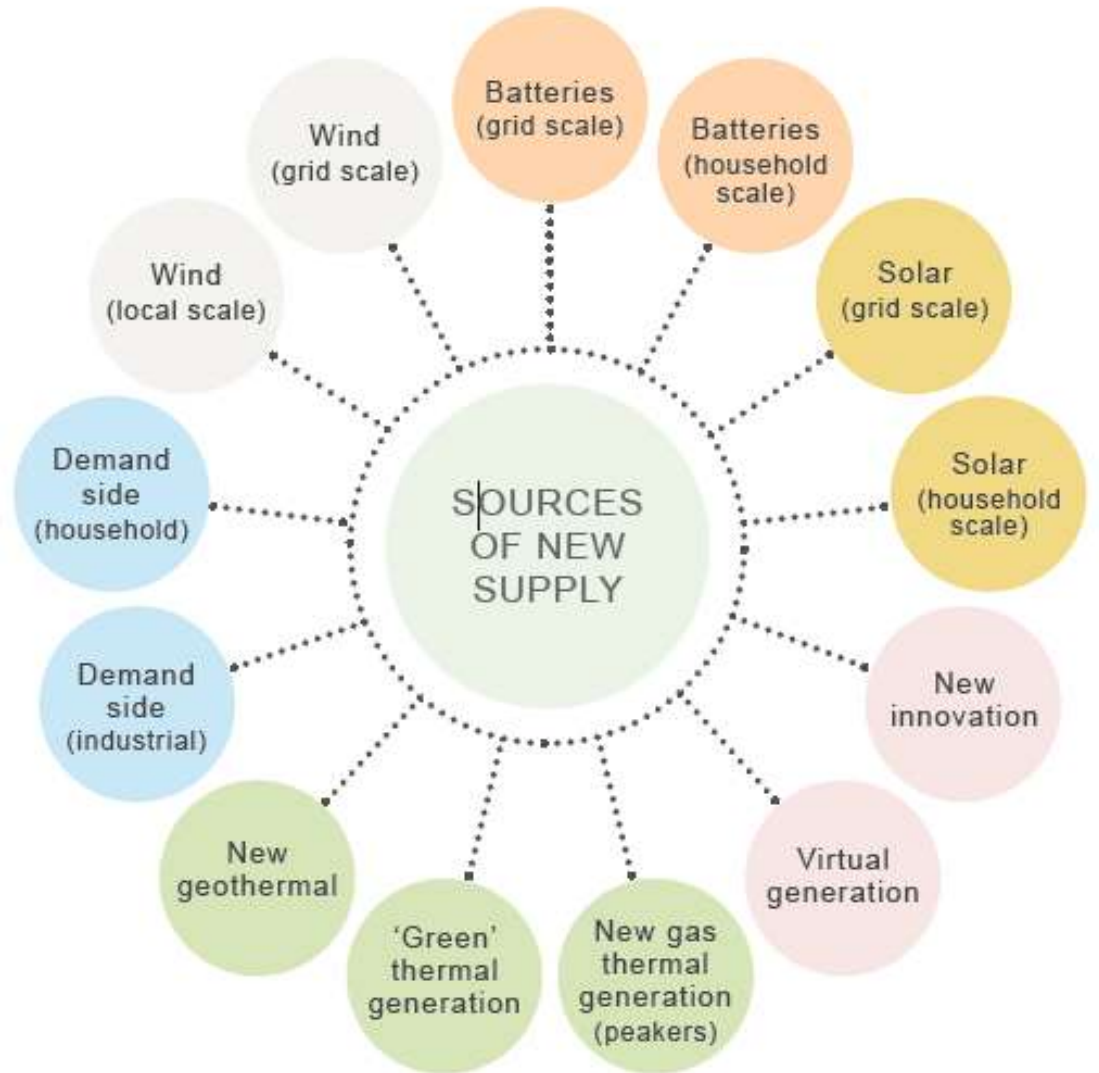 Batteries
(grid scale)
Batteries
(household
scale)
Solar
(grid scale)
Solar
(household
scale)
New
innovation
Virtual
generation
New gas
thermal
generation
(peakers)
‘Green’
thermal
generation
New
geothermal
Demand
side
(industrial)
Demand
side
(household)
Wind
(local scale)
Wind
(grid scale)
SOURCES
OF NEW
SUPPLY